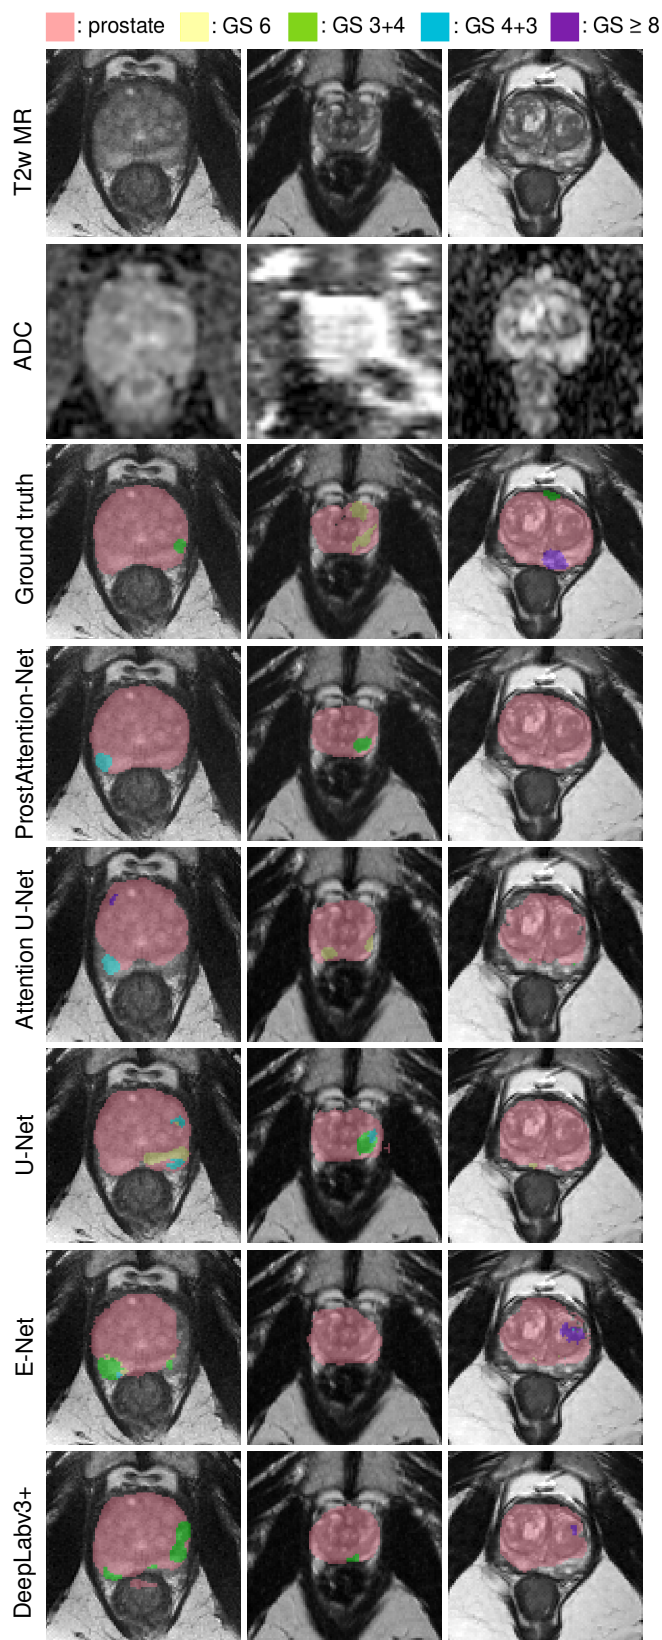 : prostate : GS 6 : GS 3+4 : GS 4+3 : GS ≥ 8
T2w MR
ADC
Ground truth
ProstAttention-Net
Attention U-Net
U-Net
E-Net
DeepLabv3+